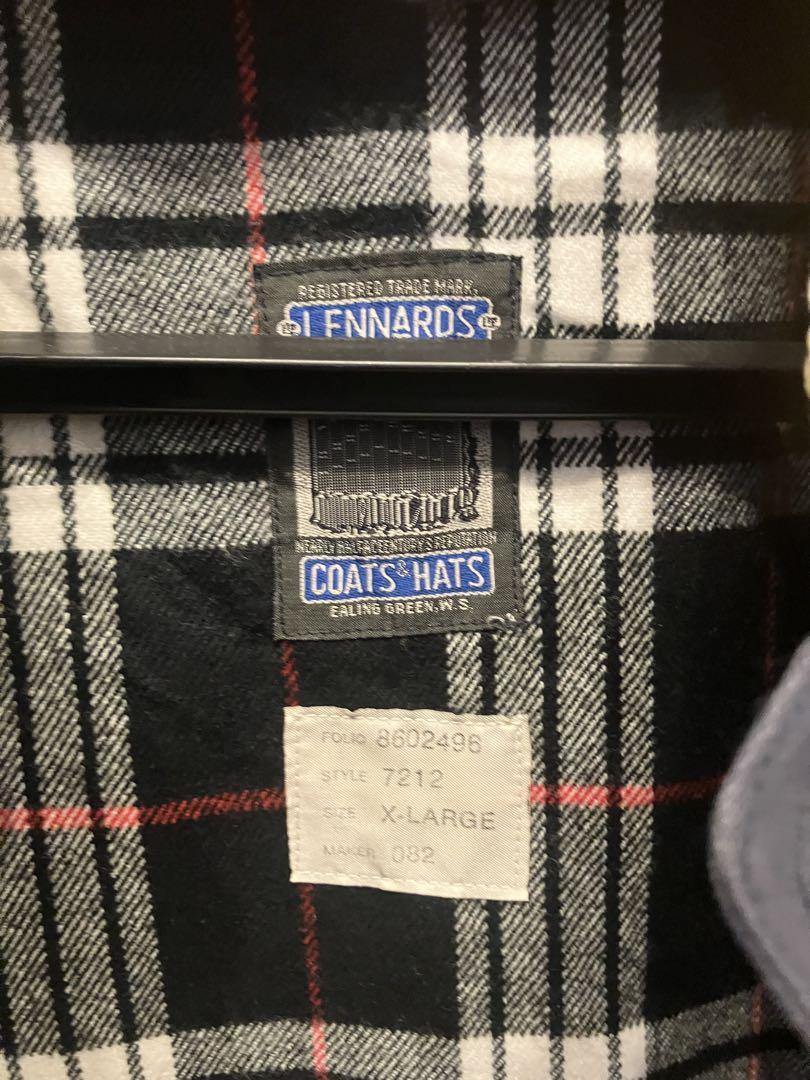 REGISTERED TRADE MARK.
LENNARDS
NEARLY HALF A CENTURY'S REPUTATION
COATS & HATS
EALING GREEN, W.S.
FOLIO 8602496
STYLE 7212
SIZE X-LARGE
MAKER 082